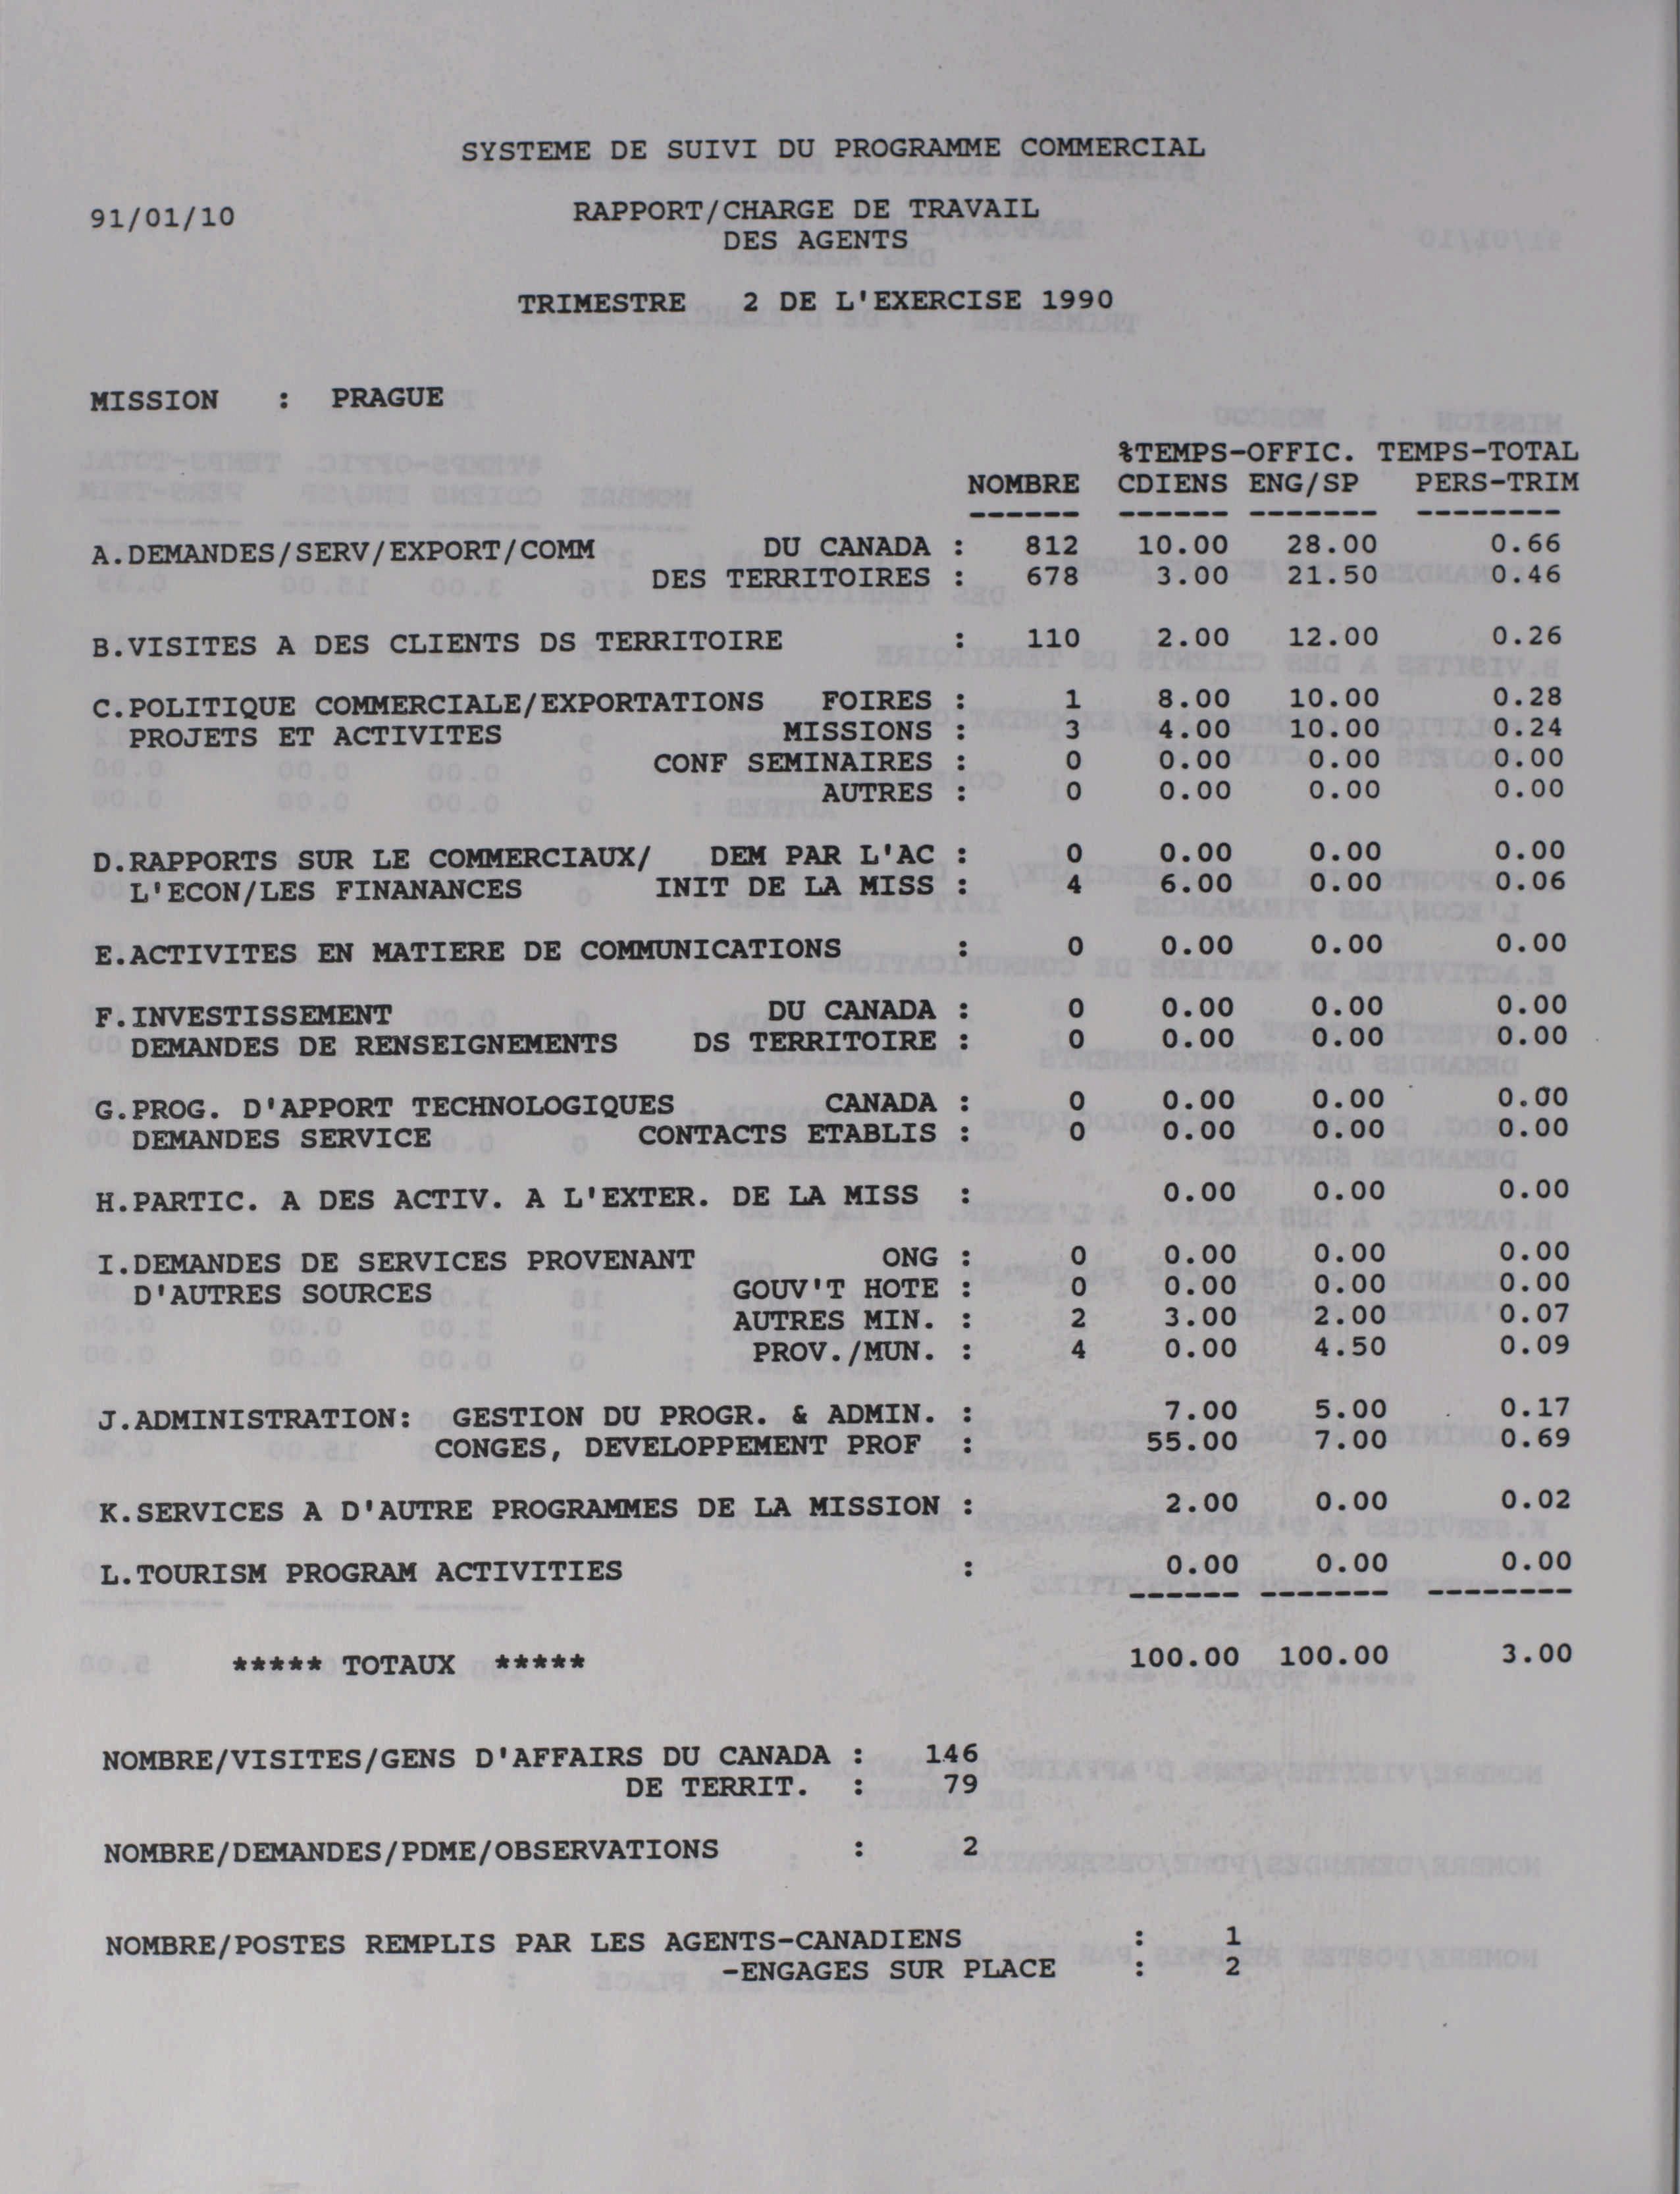 SYSTEME DE SUIVI DU PROGRAMME COMMERCIAL
91/01/10 RAPPORT/CHARGE DE TRAVAIL
DES AGENTS
TRIMESTRE 2 DE L'EXERCISE 1990
MISSION : PRAGUE
%TEMPS-OFFIC. TEMPS-TOTAL
NOMBRE CDIENS ENG/SP PERS-TRIM
------ ------ ------- --------
A.DEMANDES/SERV/EXPORT/COMM DU CANADA : 812 10.00 28.00 0.66
DES TERRITOIRES : 678 3.00 21.50 0.46
B.VISITES A DES CLIENTS DS TERRITOIRE : 110 2.00 12.00 0.26
C.POLITIQUE COMMERCIALE/EXPORTATIONS FOIRES : 1 8.00 10.00 0.28
PROJETS ET ACTIVITES MISSIONS : 3 4.00 10.00 0.24
CONF SEMINAIRES : 0 0.00 0.00 0.00
AUTRES : 0 0.00 0.00 0.00
D.RAPPORTS SUR LE COMMERCIAUX/ DEM PAR L'AC : 0 0.00 0.00 0.00
L'ECON/LES FINANANCES INIT DE LA MISS : 4 6.00 0.00 0.06
E.ACTIVITES EN MATIERE DE COMMUNICATIONS : 0 0.00 0.00 0.00
F.INVESTISSEMENT DU CANADA : 0 0.00 0.00 0.00
DEMANDES DE RENSEIGNEMENTS DS TERRITOIRE : 0 0.00 0.00 0.00
G.PROG. D'APPORT TECHNOLOGIQUES CANADA : 0 0.00 0.00 0.00
DEMANDES SERVICE CONTACTS ETABLIS : 0 0.00 0.00 0.00
H.PARTIC. A DES ACTIV. A L'EXTER. DE LA MISS : 0.00 0.00 0.00
I.DEMANDES DE SERVICES PROVENANT ONG : 0 0.00 0.00 0.00
D'AUTRES SOURCES GOUV'T HOTE : 0 0.00 0.00 0.00
AUTRES MIN. : 2 3.00 2.00 0.07
PROV./MUN. : 4 0.00 4.50 0.09
J.ADMINISTRATION: GESTION DU PROGR. & ADMIN. : 7.00 5.00 0.17
CONGES, DEVELOPPEMENT PROF : 55.00 7.00 0.69
K.SERVICES A D'AUTRE PROGRAMMES DE LA MISSION : 2.00 0.00 0.02
L.TOURISM PROGRAM ACTIVITIES : 0.00 0.00 0.00
------ ------- --------
***** TOTAUX ***** 100.00 100.00 3.00
NOMBRE/VISITES/GENS D'AFFAIRS DU CANADA : 146
DE TERRIT. : 79
NOMBRE/DEMANDES/PDME/OBSERVATIONS : 2
NOMBRE/POSTES REMPLIS PAR LES AGENTS-CANADIENS : 1
-ENGAGES SUR PLACE : 2